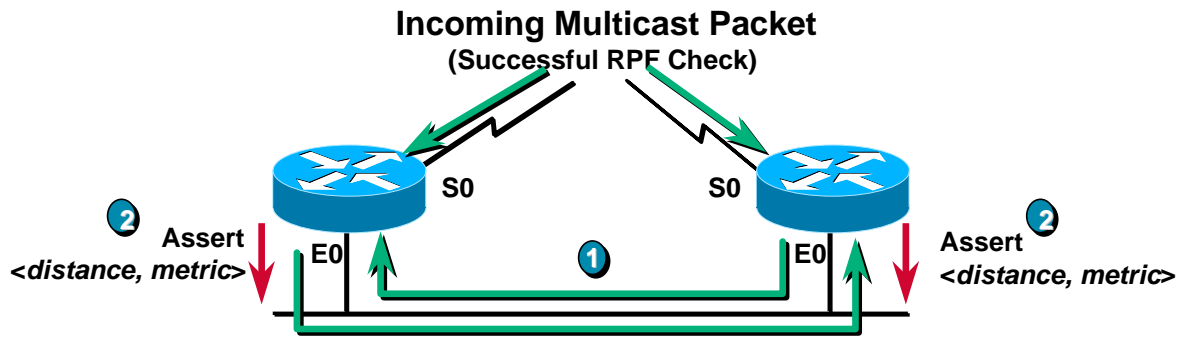 Incoming Multicast Packet
(Successful RPF Check)
S0
S0
2
Assert
<distance, metric>
E0
1
E0
2
Assert
<distance, metric>